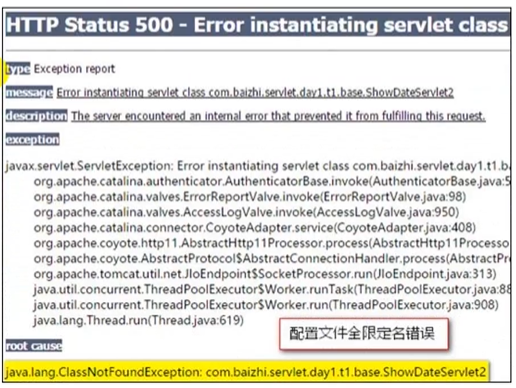 HTTP Status 500 - Error instantiating servlet class
type Exception report
message Error instantiating servlet class com.baizhi.servlet.day1.t1.base.ShowDateServlet2
description The server encountered an internal error that prevented it from fulfilling this request.
exception
javax.servlet.ServletException: Error instantiating servlet class com.baizhi.servlet.day1.t1.b
org.apache.catalina.authenticator.AuthenticatorBase.invoke(AuthenticatorBase.java:5
org.apache.catalina.valves.ErrorReportValve.invoke(ErrorReportValve.java:98)
org.apache.catalina.valves.AccessLogValve.invoke(AccessLogValve.java:950)
org.apache.catalina.connector.CoyoteAdapter.service(CoyoteAdapter.java:408)
org.apache.coyote.http11.AbstractHttp11Processor.process(AbstractHttp11Processo
org.apache.coyote.AbstractProtocol$AbstractConnectionHandler.process(AbstractPr
org.apache.tomcat.util.net.JIoEndpoint$SocketProcessor.run(JIoEndpoint.java:313)
java.util.concurrent.ThreadPoolExecutor$Worker.runTask(ThreadPoolExecutor.java:88
java.util.concurrent.ThreadPoolExecutor$Worker.run(ThreadPoolExecutor.java:908)
java.lang.Thread.run(Thread.java:619)
配置文件全限定名错误
root cause
java.lang.ClassNotFoundException: com.baizhi.servlet.day1.t1.base.ShowDateServlet2